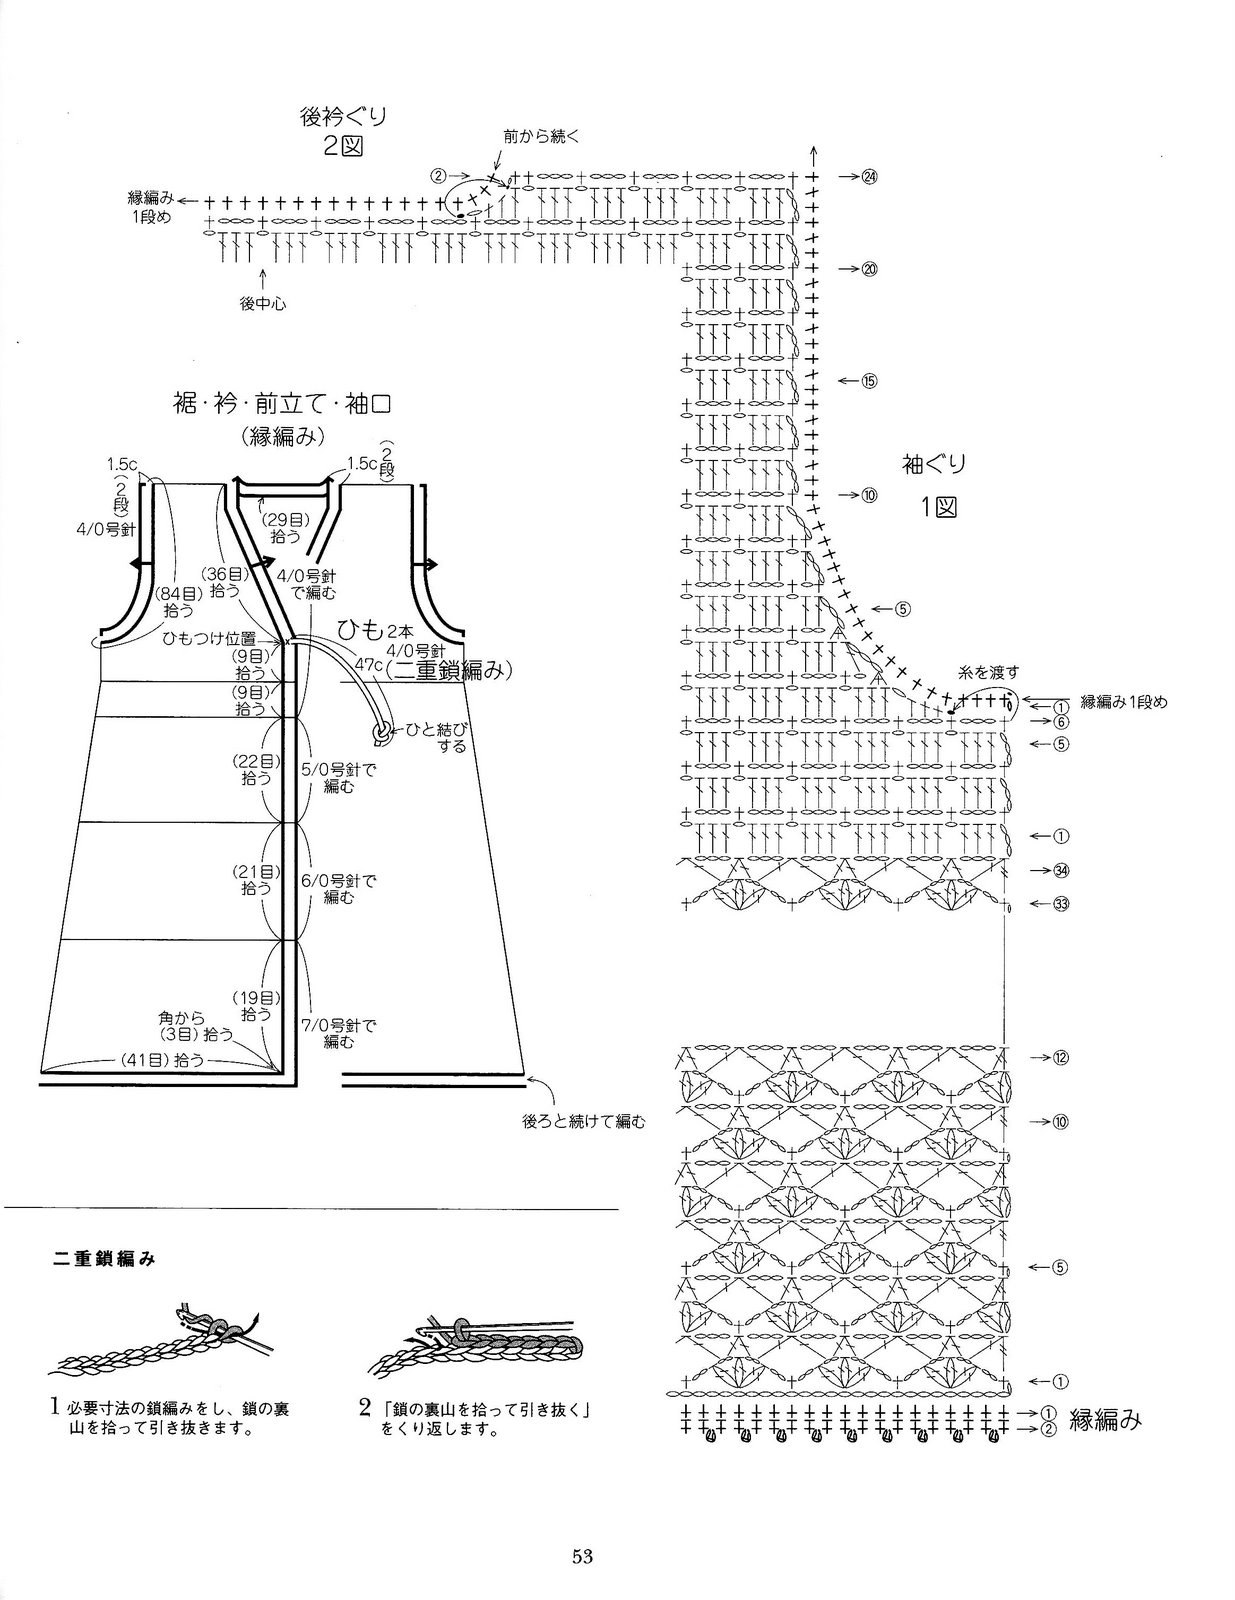 後衿ぐり
2図
前から続く
②
縁編み
1段め
後中心
㉔
⑳
⑮
⑩
⑤
袖ぐり
1図
糸を渡す
縁編み1段め
①
⑥
⑤
①
㉞
㉝
⑫
⑩
⑤
①
①
②
縁編み
裾・衿・前立て・袖口
(縁編み)
1.5c
(2段)
4/0号針
1.5c
(2段)
(29目)
拾う
(36目)
拾う
4/0号針
で編む
(84目)
拾う
ひもつけ位置
ひも2本
4/0号針
47c(二重鎖編み)
(9目)
拾う
(9目)
拾う
ひと結び
する
(22目)
拾う
5/0号針で
編む
(21目)
拾う
6/0号針で
編む
(19目)
拾う
7/0号針で
編む
角から
(3目)拾う
(41目)拾う
後ろと続けて編む
二重鎖編み
1 必要寸法の鎖編みをし、鎖の裏
山を拾って引き抜きます。
2 「鎖の裏山を拾って引き抜く」
をくり返します。
53